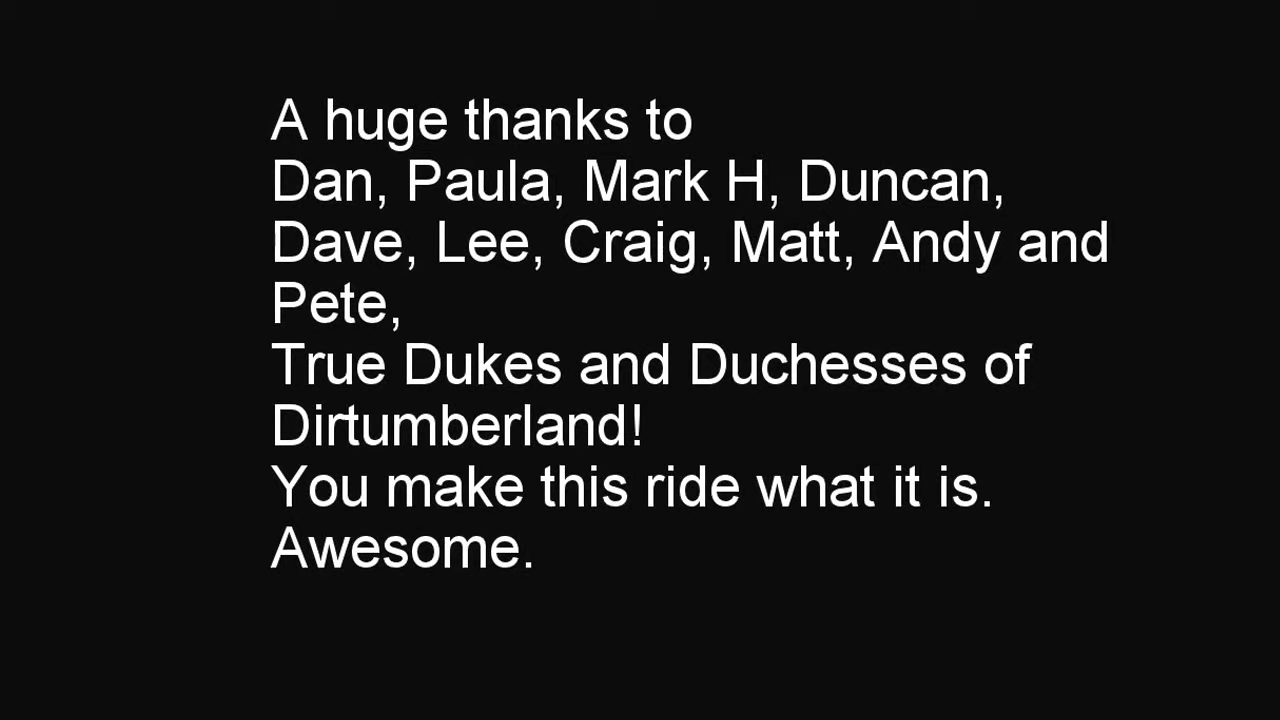 A huge thanks to
Dan, Paula, Mark H, Duncan,
Dave, Lee, Craig, Matt, Andy and
Pete,
True Dukes and Duchesses of
Dirtumberland!
You make this ride what it is.
Awesome.